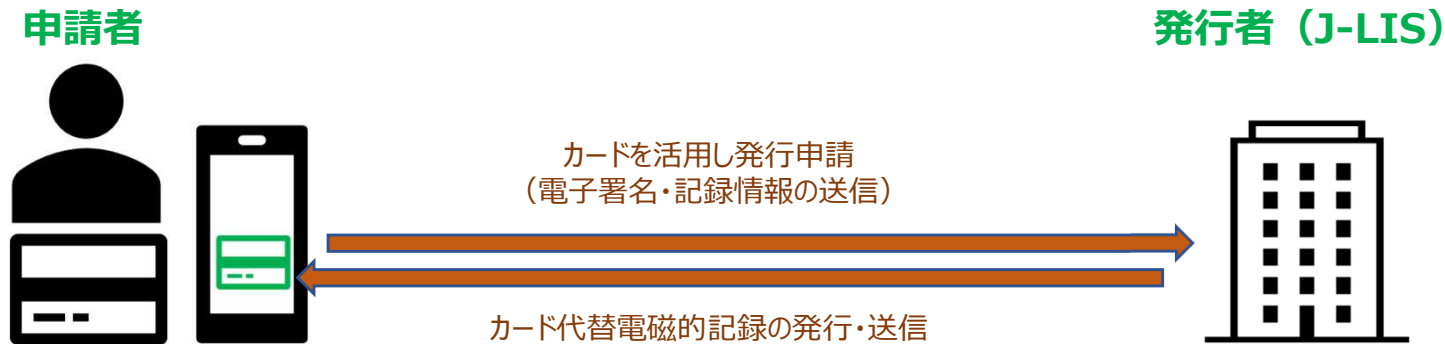 申請者
発行者（J-LIS）
カードを活用し発行申請
（電子署名・記録情報の送信）
カード代替電磁的記録の発行・送信